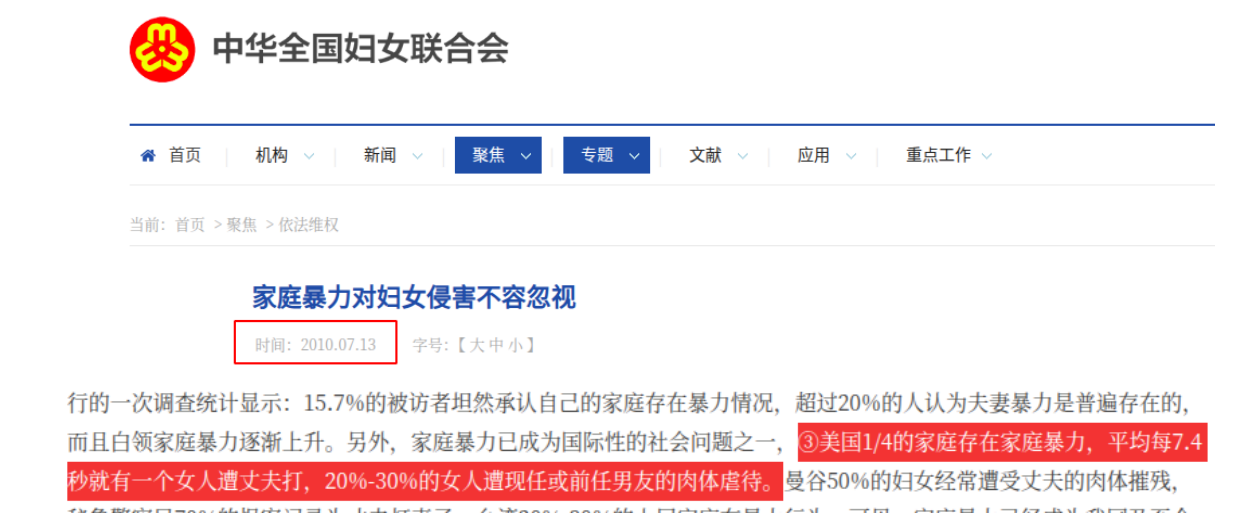 中华全国妇女联合会
首页 机构 新闻 聚焦 专题 文献 应用 重点工作
当前: 首页 >聚焦 >依法维权
家庭暴力对妇女侵害不容忽视
时间: 2010.07.13 字号:【大 中 小】
行的一次调查统计显示：15.7%的被访者坦然承认自己的家庭存在暴力情况，超过20%的人认为夫妻暴力是普遍存在的，
而且白领家庭暴力逐渐上升。另外，家庭暴力已成为国际性的社会问题之一，③美国1/4的家庭存在家庭暴力，平均每7.4
秒就有一个女人遭丈夫打，20%-30%的女人遭现任或前任男友的肉体虐待。曼谷50%的妇女经常遭受丈夫的肉体摧残，